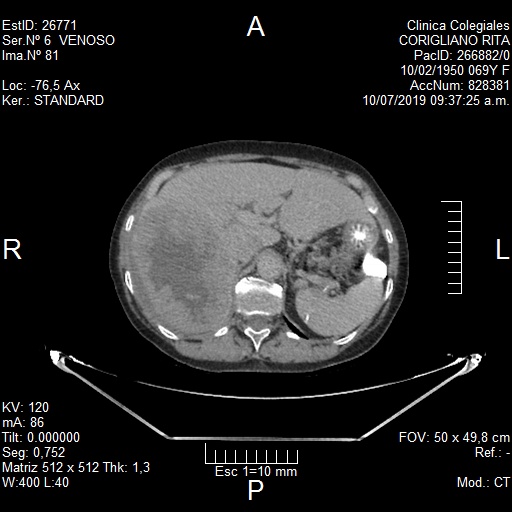 EstID: 26771
Ser.Nº 6 VENOSO
Ima.Nº 81
Loc: -76,5 Ax
Ker.: STANDARD
A
Clinica Colegiales
CORIGLIANO RITA
PacID: 266882/0
10/02/1950 069Y F
AccNum: 828381
10/07/2019 09:37:25 a.m.
R
L
KV: 120
mA: 86
Tilt: 0.000000
Seg: 0,752
Matriz 512 x 512 Thk: 1,3
W:400 L:40
Esc 1=10 mm
P
FOV: 50 x 49,8 cm
Ref.: -
Mod.: CT